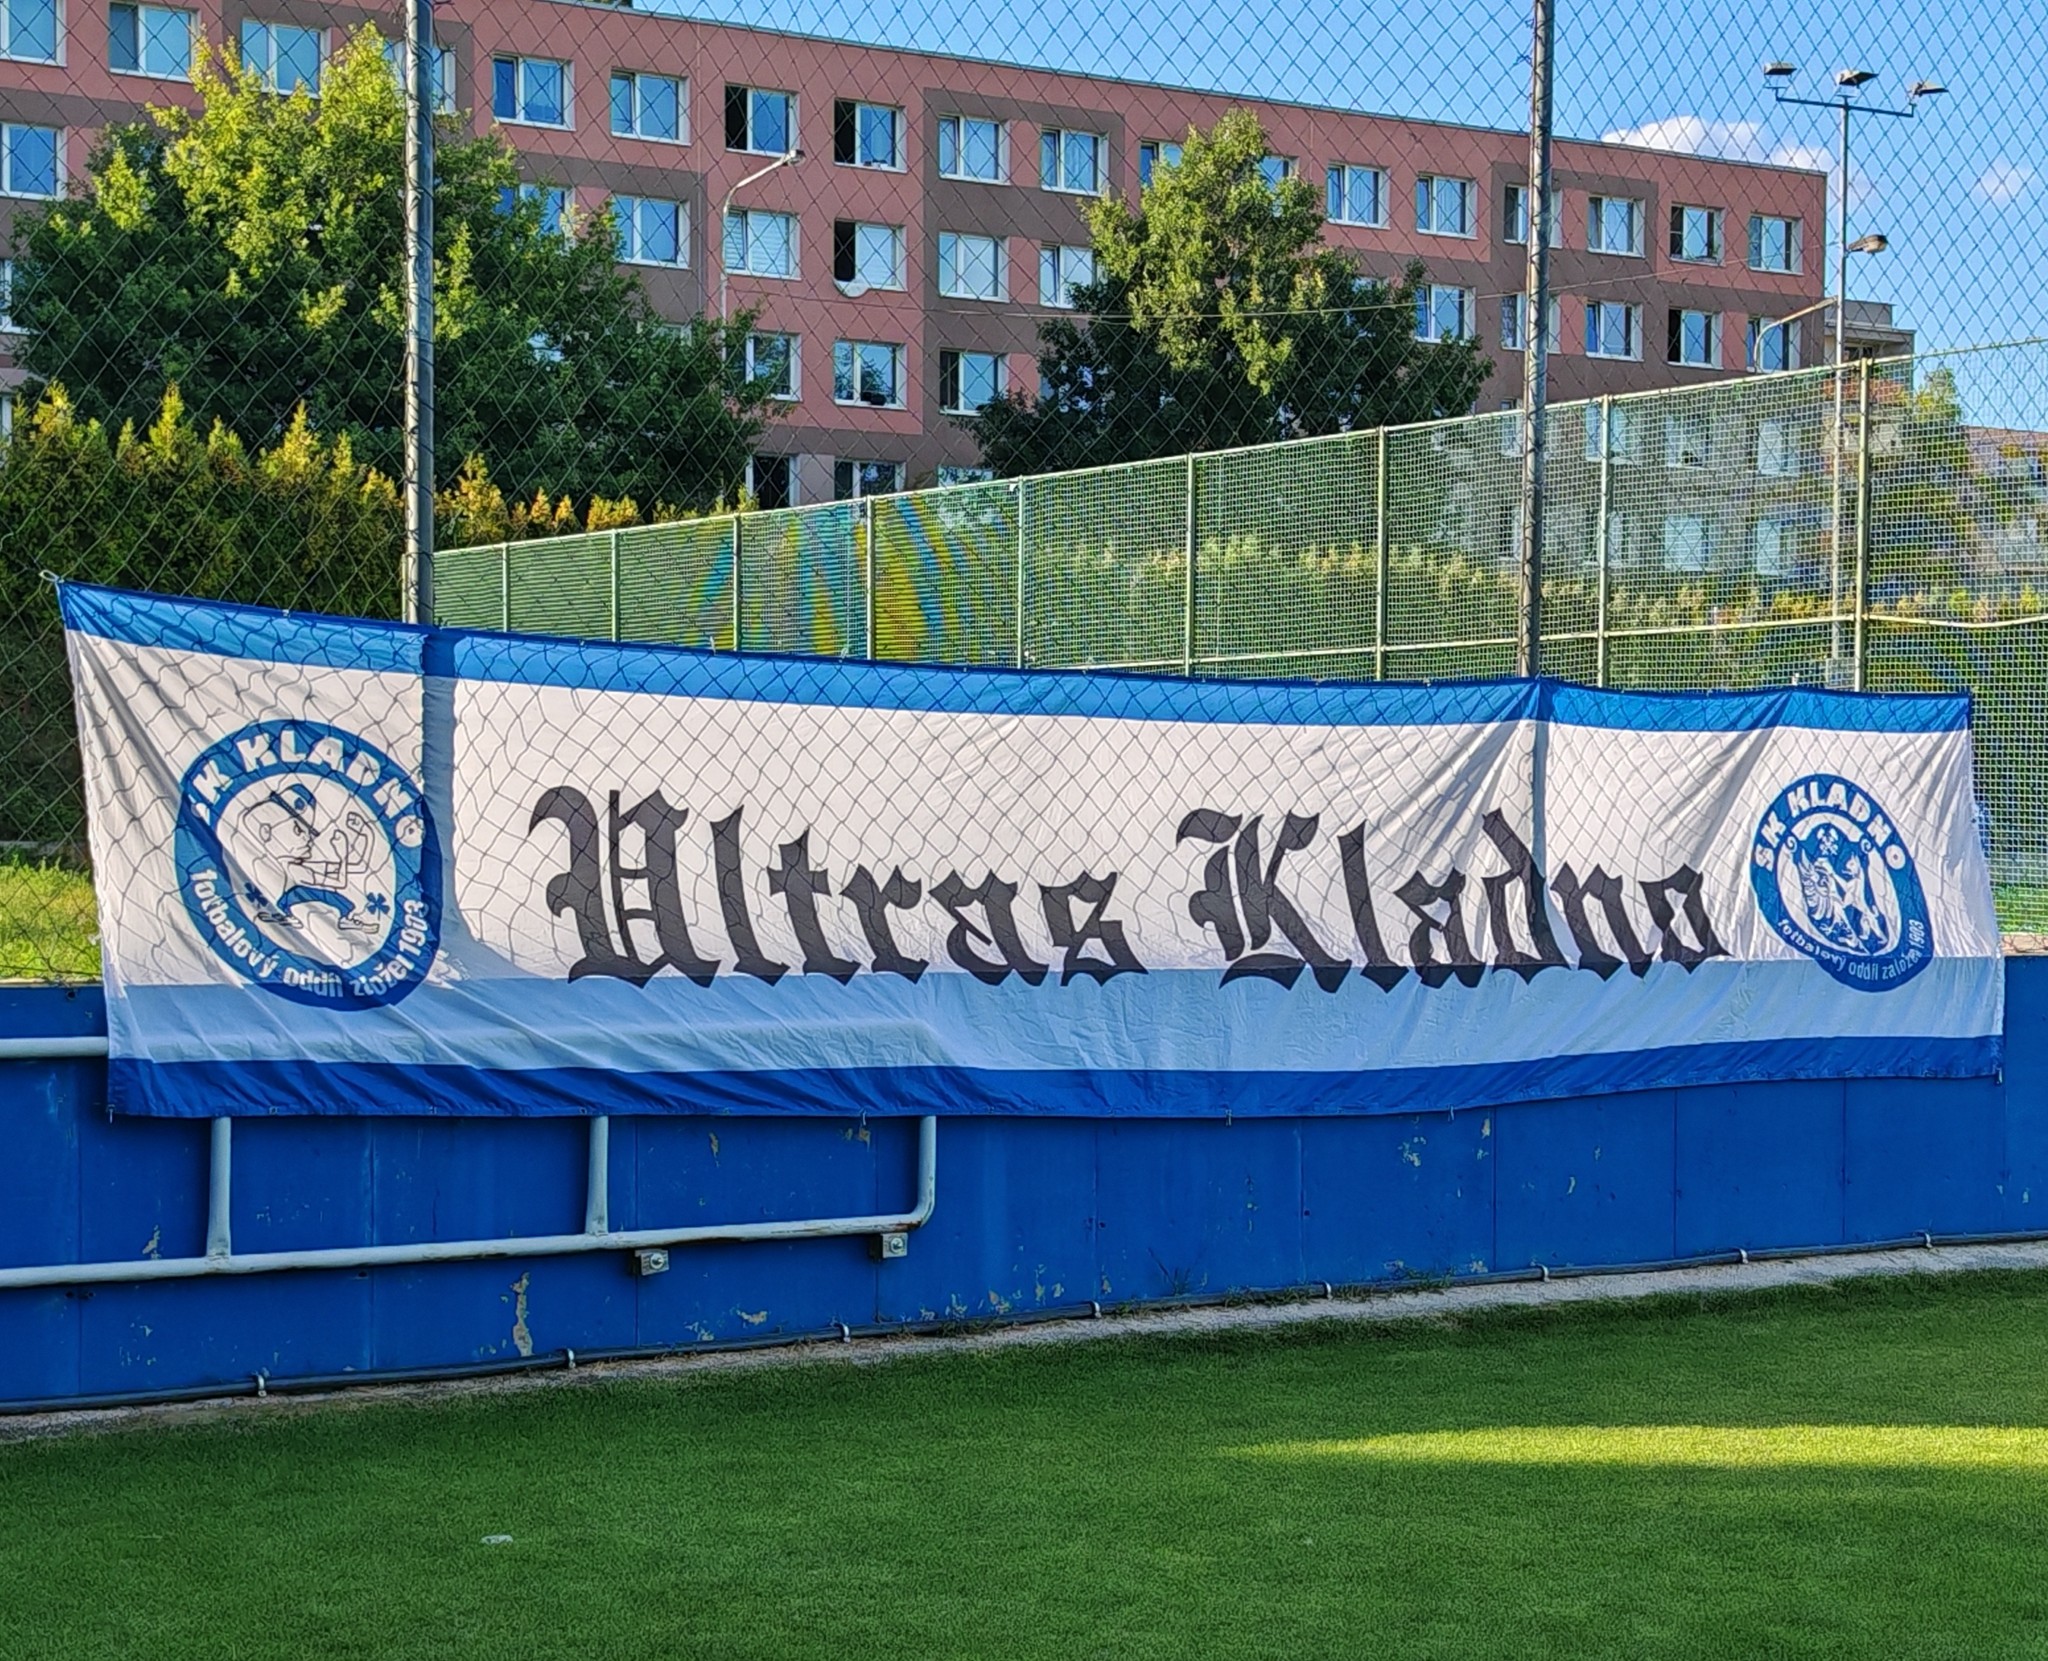 SK KLADNO
fotbalový oddíl založen 1903
Ultras Kladno
SK KLADNO
fotbalový oddíl založen 1903